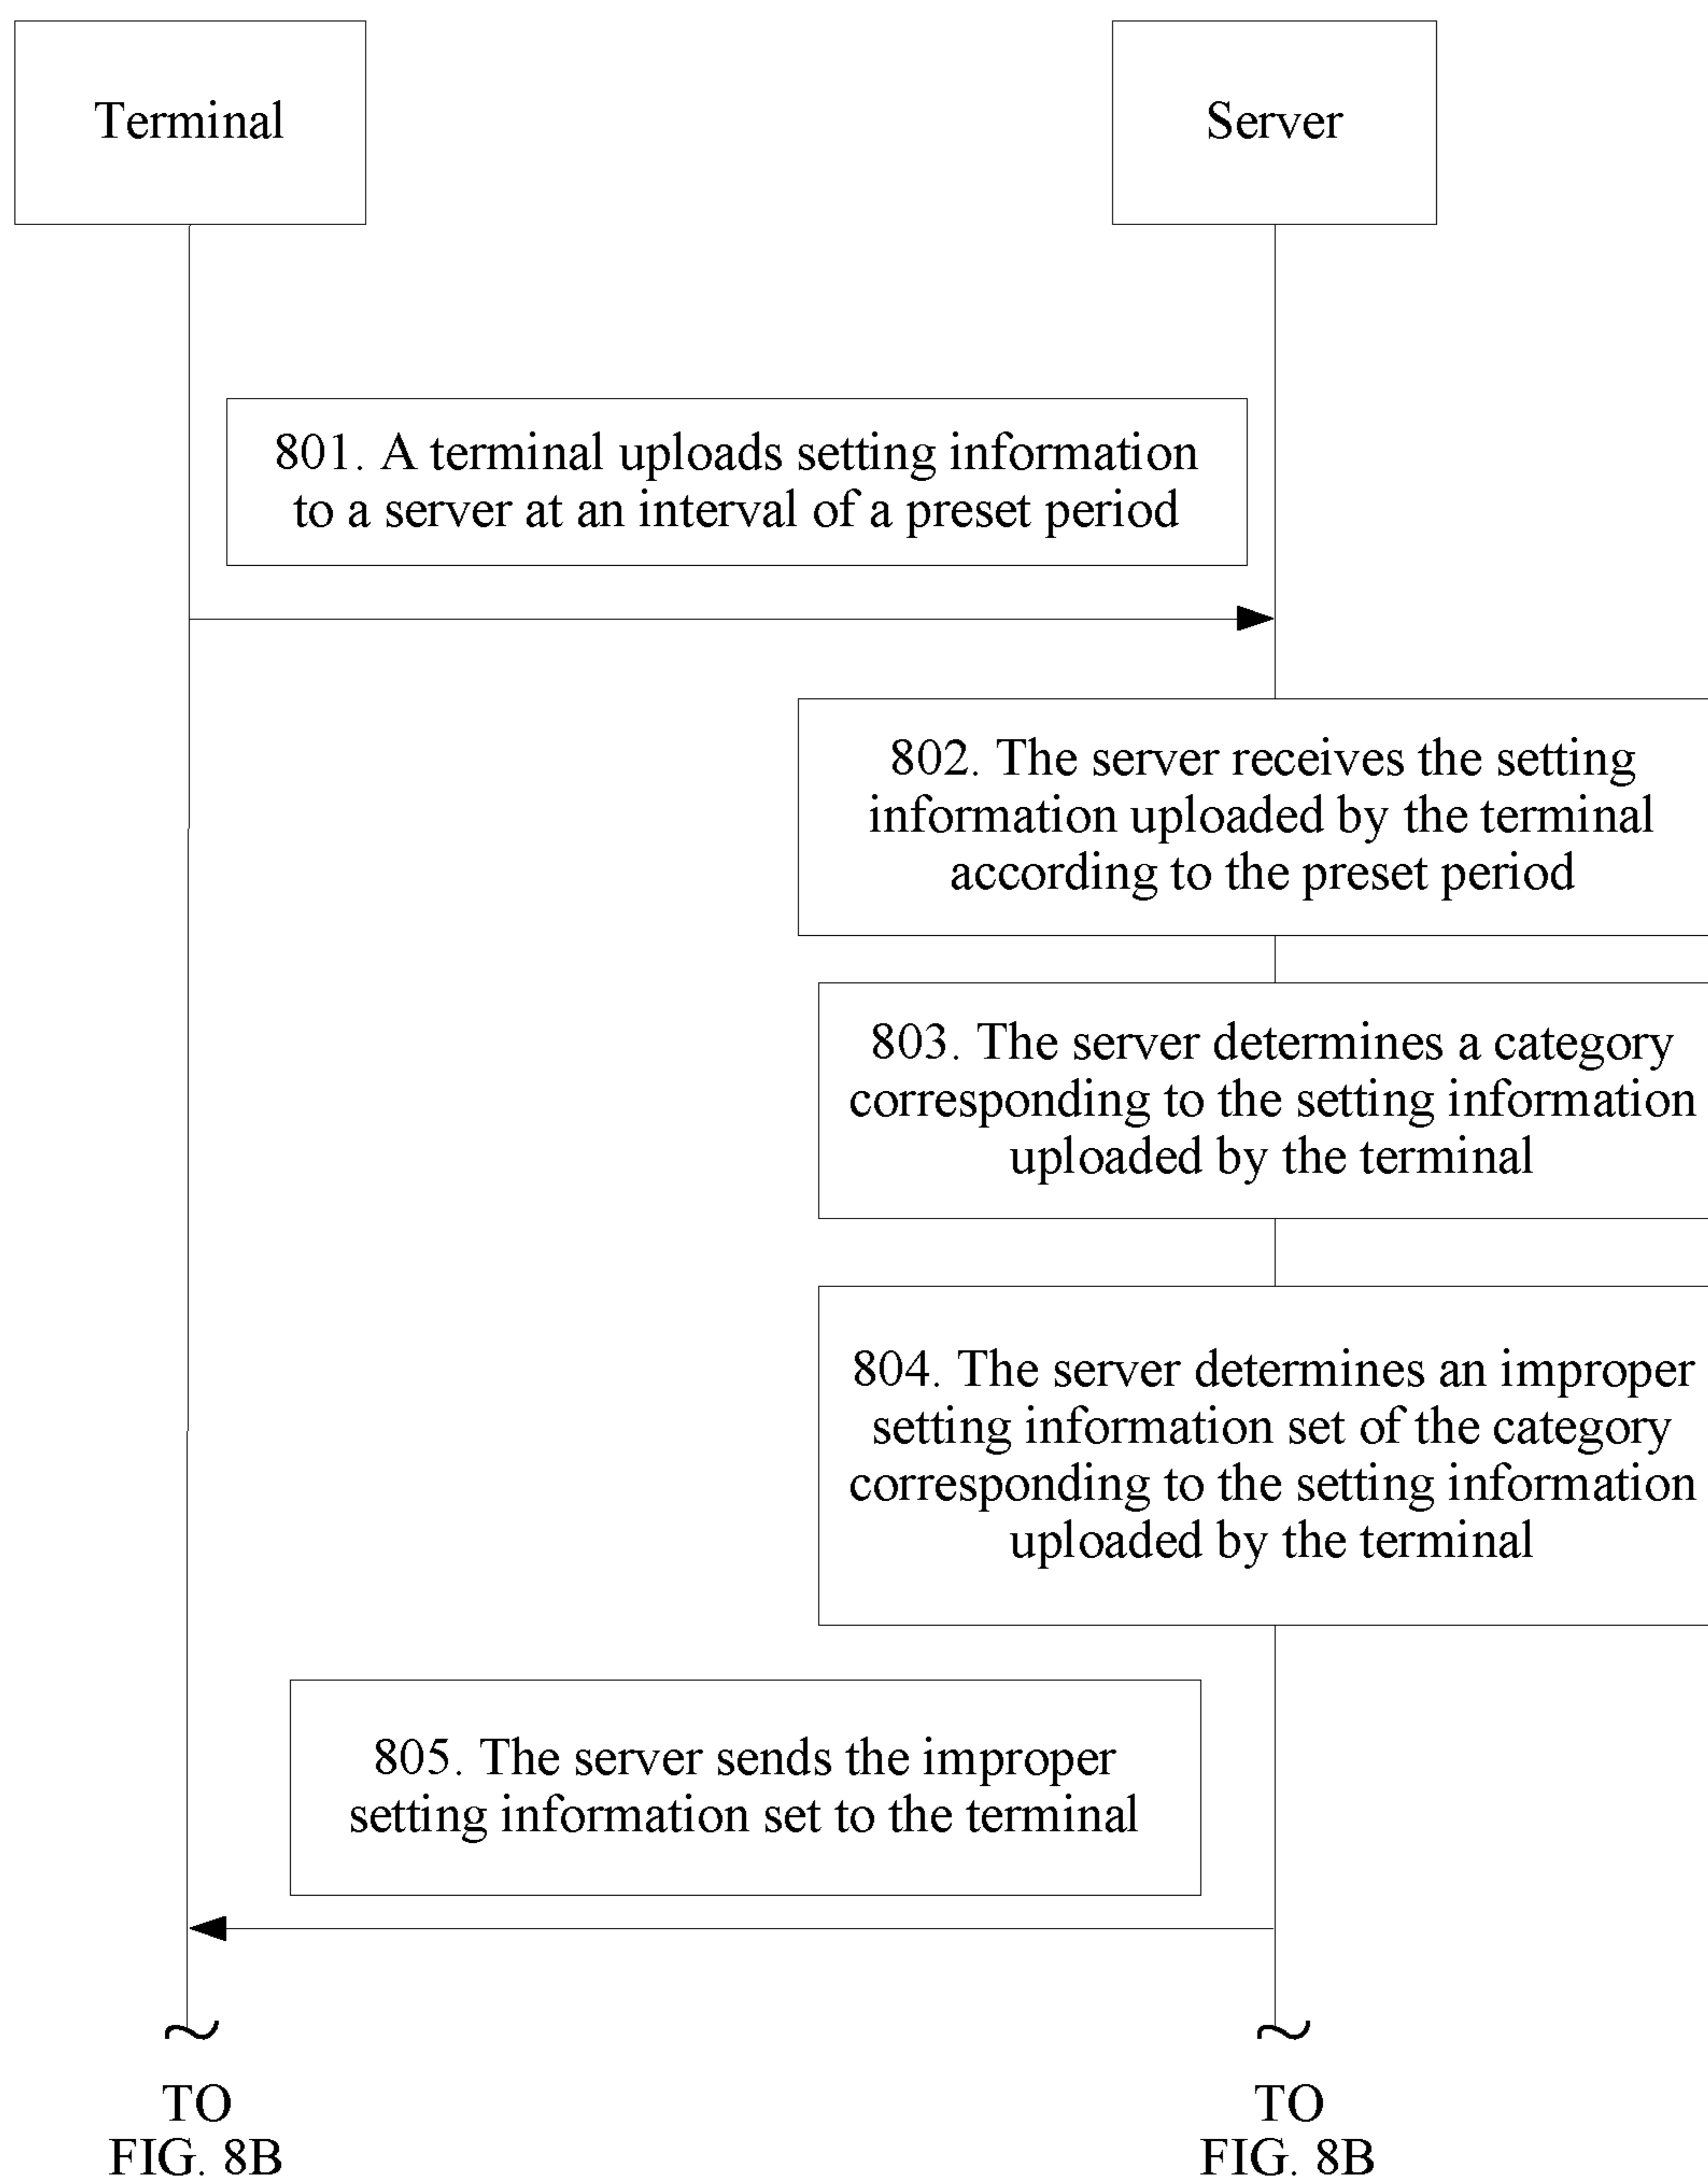 Terminal
Server
801. A terminal uploads setting information
to a server at an interval of a preset period
802. The server receives the setting
information uploaded by the terminal
according to the preset period
803. The server determines a category
corresponding to the setting information
uploaded by the terminal
804. The server determines an improper
setting information set of the category
corresponding to the setting information
uploaded by the terminal
805. The server sends the improper
setting information set to the terminal
TO
FIG. 8B
TO
FIG. 8B